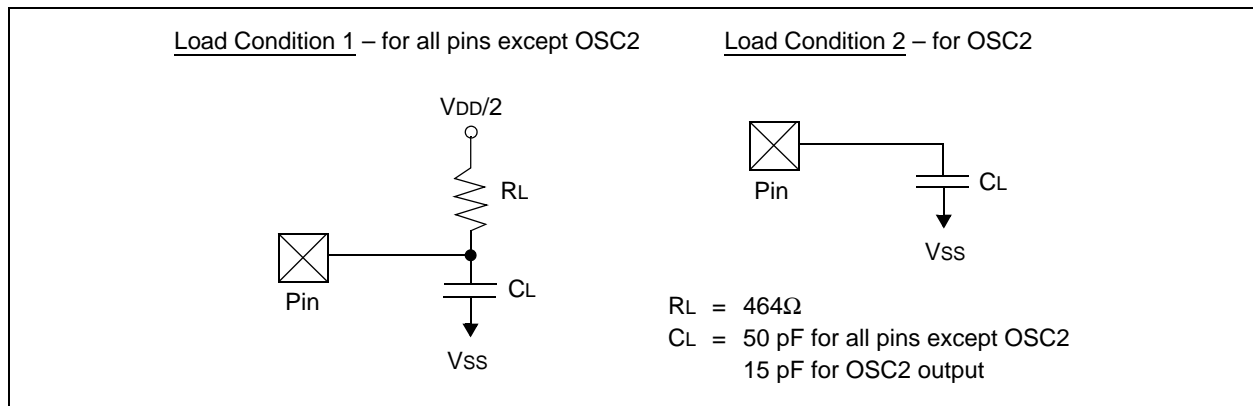 Load Condition 1 – for all pins except OSC2
VDD/2
RL
Pin
CL
VSS
Load Condition 2 – for OSC2
Pin
CL
VSS
RL = 464Ω
CL = 50 pF for all pins except OSC2
15 pF for OSC2 output